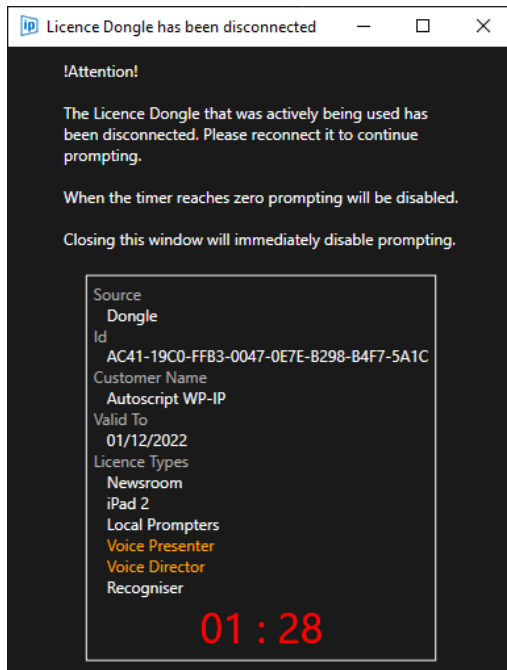 ip Licence Dongle has been disconnected
!Attention!
The Licence Dongle that was actively being used has
been disconnected. Please reconnect it to continue
prompting.
When the timer reaches zero prompting will be disabled.
Closing this window will immediately disable prompting.
Source
Dongle
Id
AC41-19C0-FFB3-0047-0E7E-B298-B4F7-5A1C
Customer Name
Autoscript WP-IP
Valid To
01/12/2022
Licence Types
Newsroom
iPad 2
Local Prompters
Voice Presenter
Voice Director
Recogniser
01 : 28